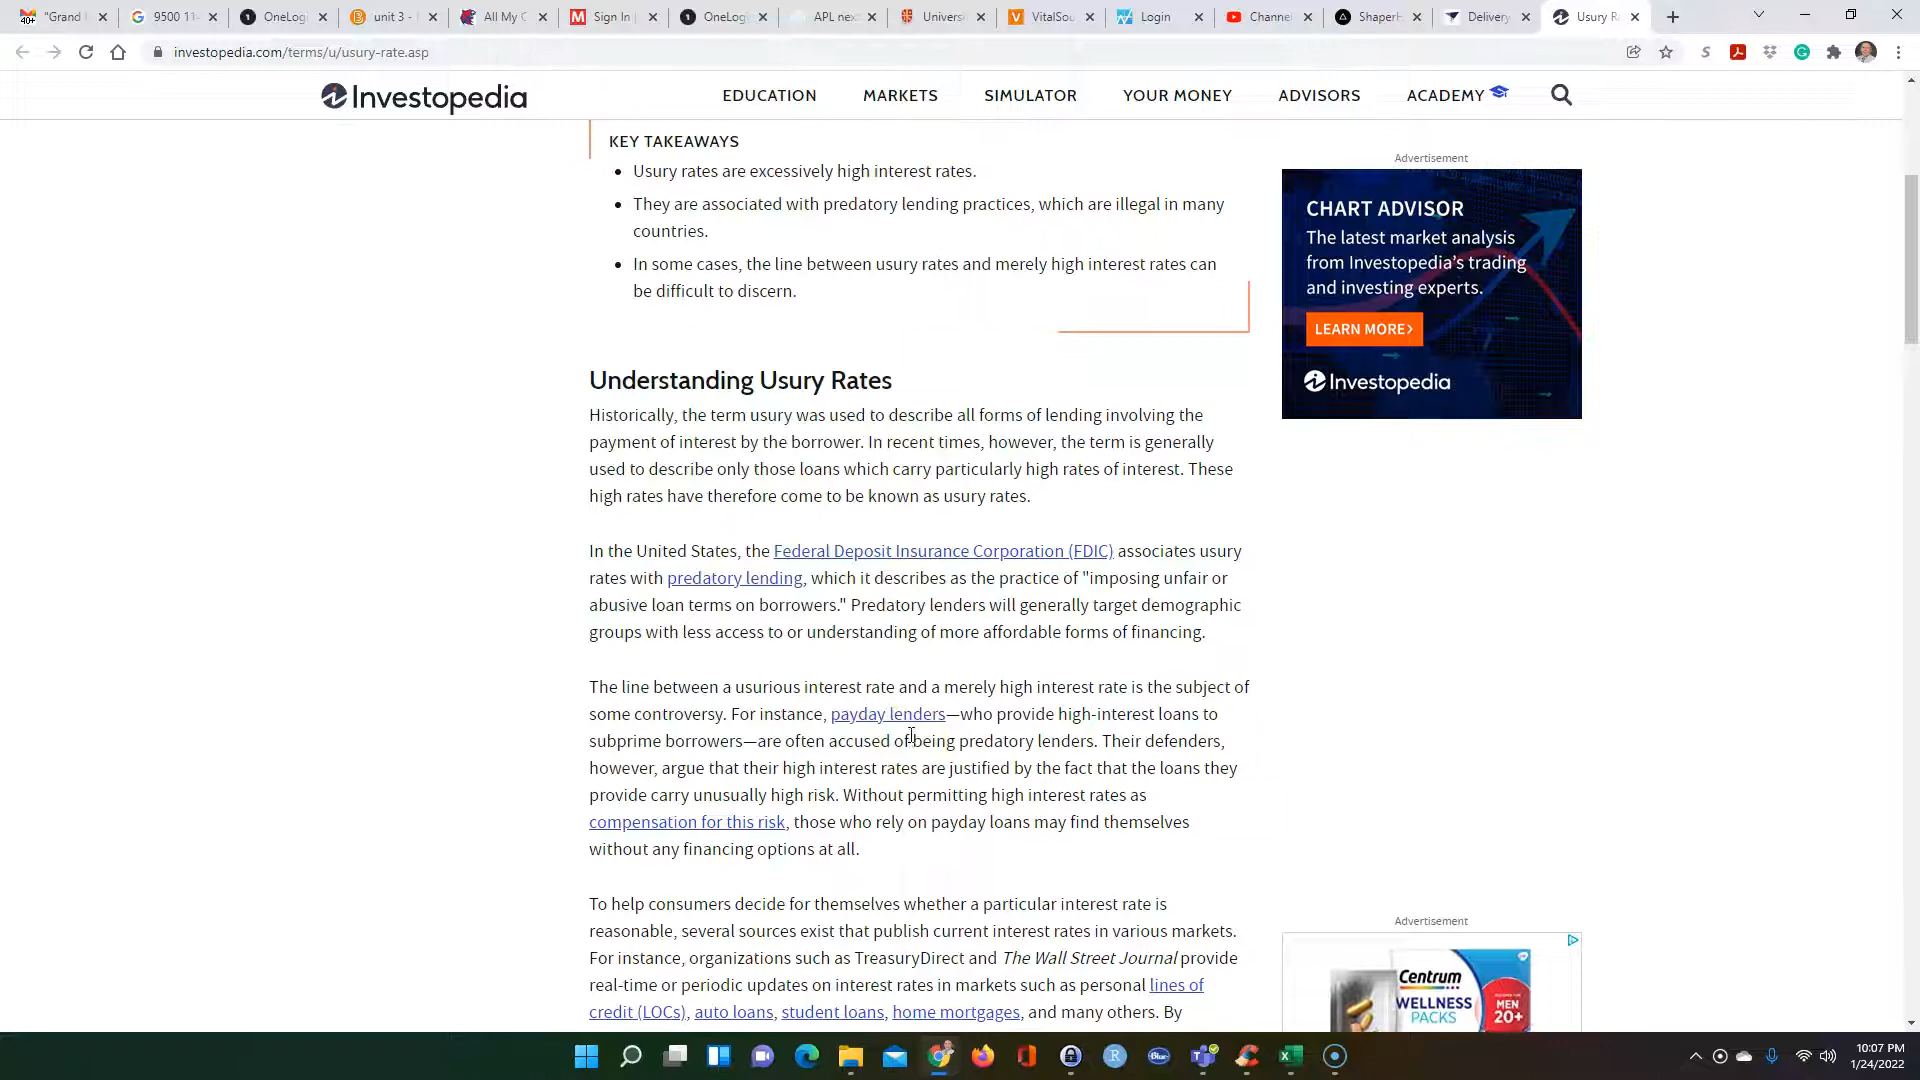 "Grand
9500 11
OneLogi
unit 3 -
All My C
Sign In
OneLogi
APL nex
Univers
VitalSou
Login
Channe
ShaperH
Delivery
Usury R
40+
investopedia.com/terms/u/usury-rate.asp
Investopedia
EDUCATION
MARKETS
SIMULATOR
YOUR MONEY
ADVISORS
ACADEMY
KEY TAKEAWAYS
Usury rates are excessively high interest rates.
They are associated with predatory lending practices, which are illegal in many
countries.
In some cases, the line between usury rates and merely high interest rates can
be difficult to discern.
Advertisement
CHART ADVISOR
The latest market analysis
from Investopedia's trading
and investing experts.
LEARN MORE>
Investopedia
Understanding Usury Rates
Historically, the term usury was used to describe all forms of lending involving the
payment of interest by the borrower. In recent times, however, the term is generally
used to describe only those loans which carry particularly high rates of interest. These
high rates have therefore come to be known as usury rates.
In the United States, the Federal Deposit Insurance Corporation (FDIC) associates usury
rates with predatory lending, which it describes as the practice of "imposing unfair or
abusive loan terms on borrowers." Predatory lenders will generally target demographic
groups with less access to or understanding of more affordable forms of financing.
The line between a usurious interest rate and a merely high interest rate is the subject of
some controversy. For instance, payday lenders—who provide high-interest loans to
subprime borrowers—are often accused of being predatory lenders. Their defenders,
however, argue that their high interest rates are justified by the fact that the loans they
provide carry unusually high risk. Without permitting high interest rates as
compensation for this risk, those who rely on payday loans may find themselves
without any financing options at all.
To help consumers decide for themselves whether a particular interest rate is
reasonable, several sources exist that publish current interest rates in various markets.
For instance, organizations such as TreasuryDirect and The Wall Street Journal provide
real-time or periodic updates on interest rates in markets such as personal lines of
credit (LOCs), auto loans, student loans, home mortgages, and many others. By
Advertisement
Centrum
WELLNESS
PACKS
MEN
20+
10:07 PM
1/24/2022